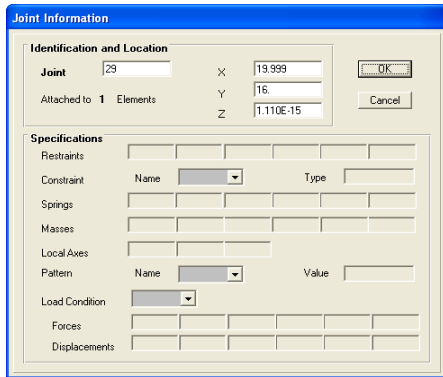 Joint Information
Identification and Location
Joint 29 X 19.999 OK
Attached to 1 Elements Y 16. Cancel
Z 1.110E-15
Specifications
Restraints
Constraint Name Type
Springs
Masses
Local Axes
Pattern Name Value
Load Condition
Forces
Displacements